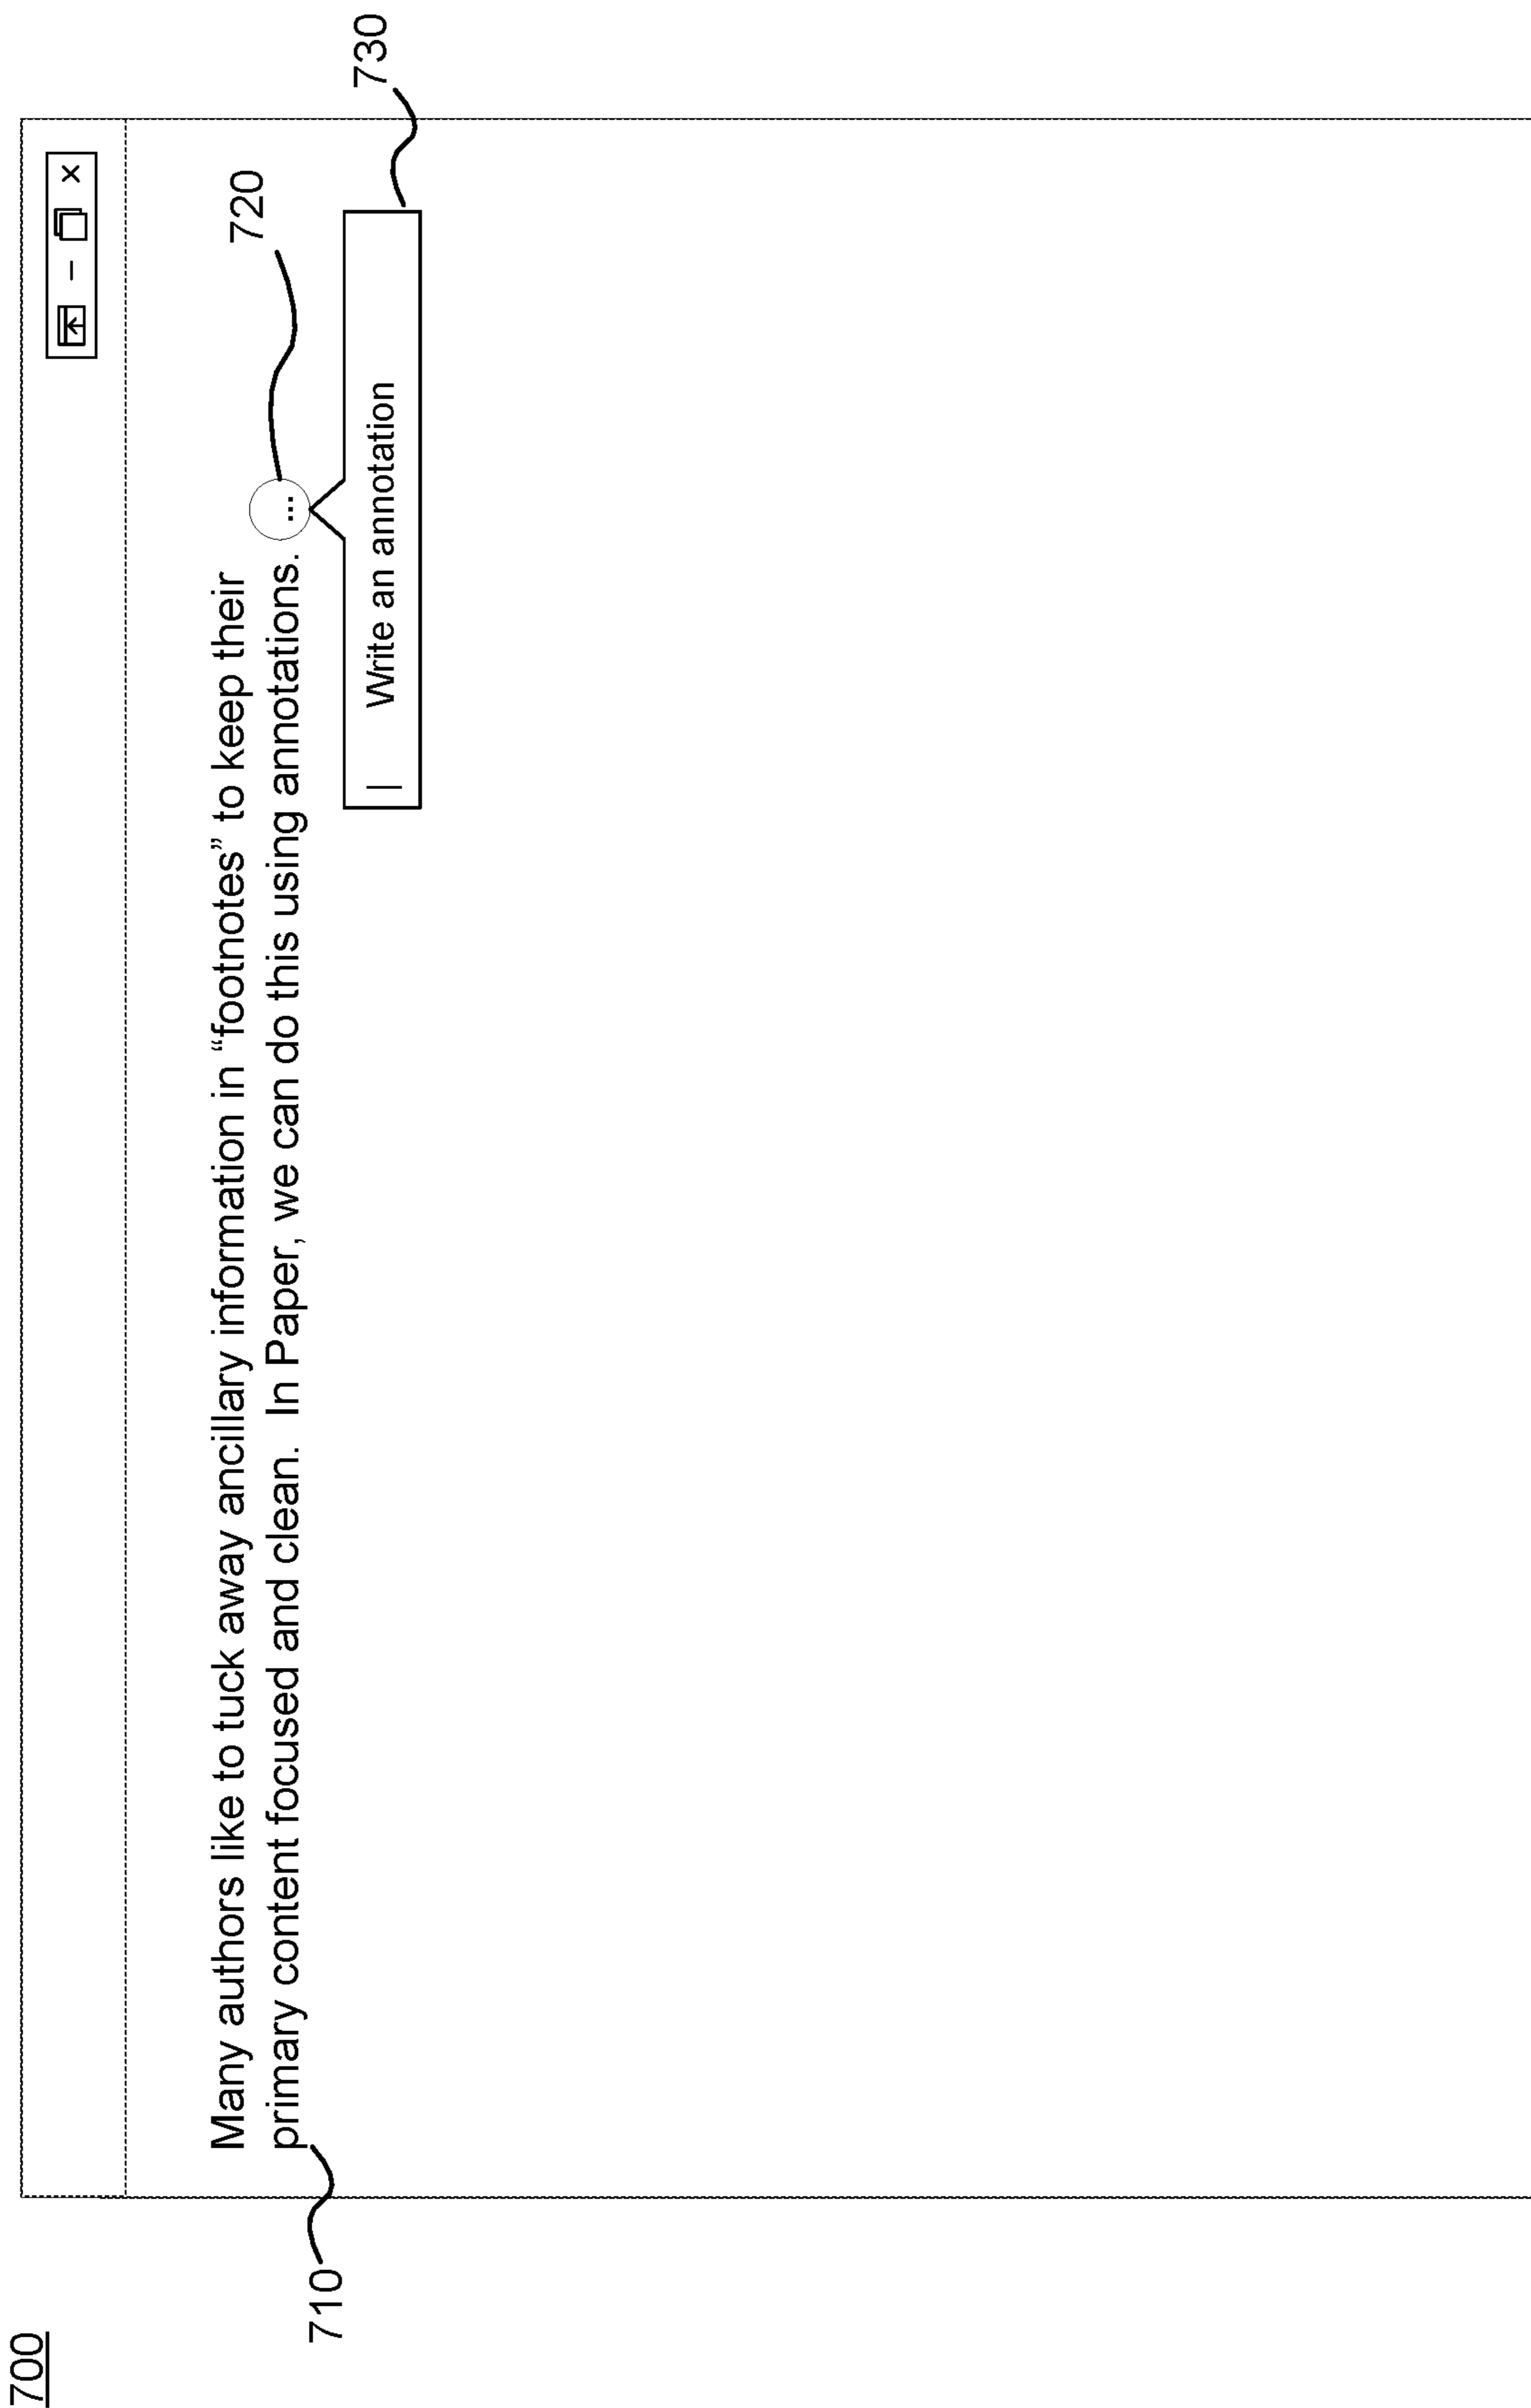 700
720
Many authors like to tuck away ancillary information in “footnotes” to keep their
primary content focused and clean.  In Paper, we can do this using annotations. ...
710
730
| Write an annotation